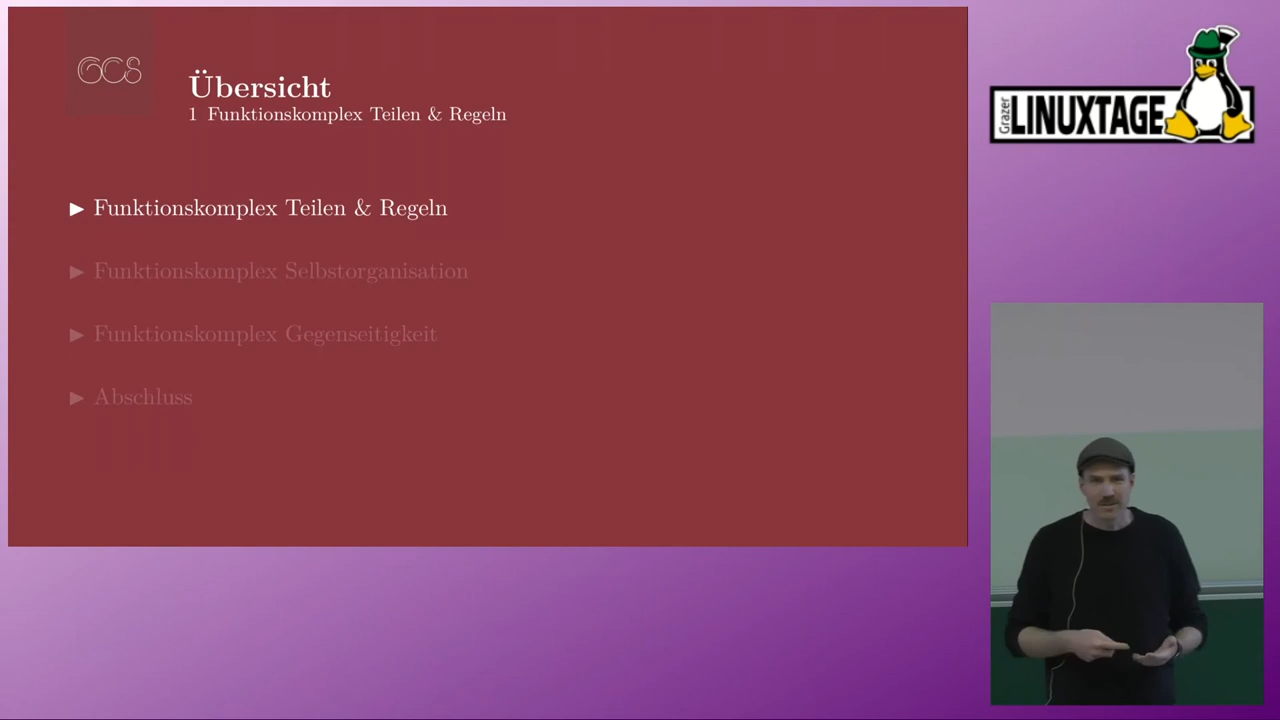 GCS
Übersicht
1 Funktionskomplex Teilen & Regeln
▶ Funktionskomplex Teilen & Regeln
▶ Funktionskomplex Selbstorganisation
▶ Funktionskomplex Gegenseitigkeit
▶ Abschluss
Grazer
LINUXTAGE